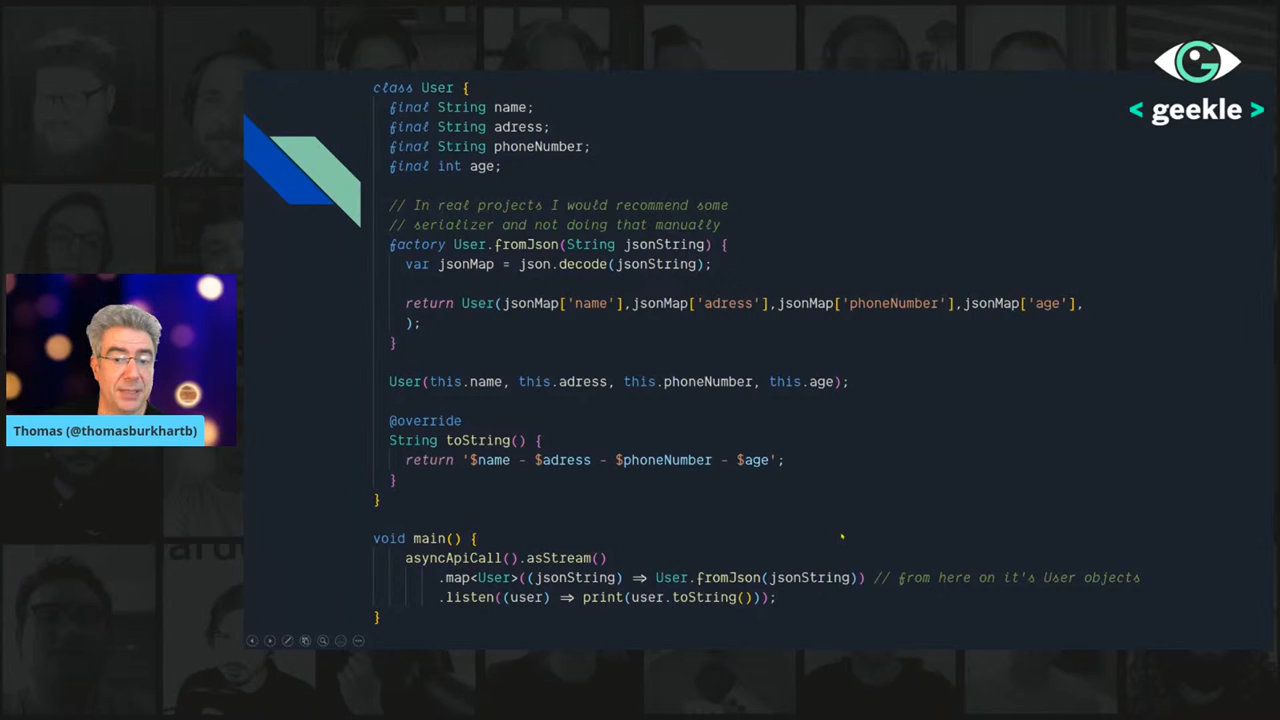 class User {
final String name;
final String adress;
final String phoneNumber;
final int age;
// In real projects I would recommend some
// serializer and not doing that manually
factory User.fromJson(String jsonString) {
var jsonMap = json.decode(jsonString);
return User(jsonMap['name'],jsonMap['adress'],jsonMap['phoneNumber'],jsonMap['age'],
);
}
User(this.name, this.adress, this.phoneNumber, this.age);
@override
String toString() {
return '$name - $adress - $phoneNumber - $age';
}
}
void main() {
asyncApiCall().asStream()
.map<User>((jsonString) => User.fromJson(jsonString)) // from here on it's User objects
.listen((user) => print(user.toString()));
}
< geekle >
Thomas (@thomasburkhartb)